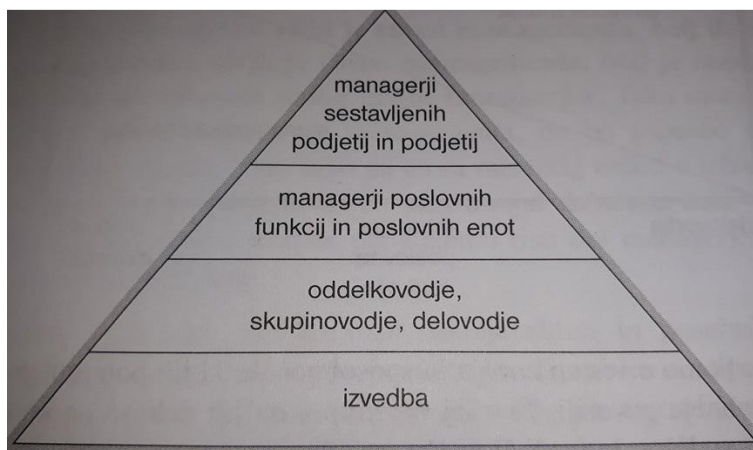 managerji
sestavljenih
podjetij in podjetij
managerji poslovnih
funkcij in poslovnih enot
oddelkovodje,
skupinovodje, delovodje
izvedba